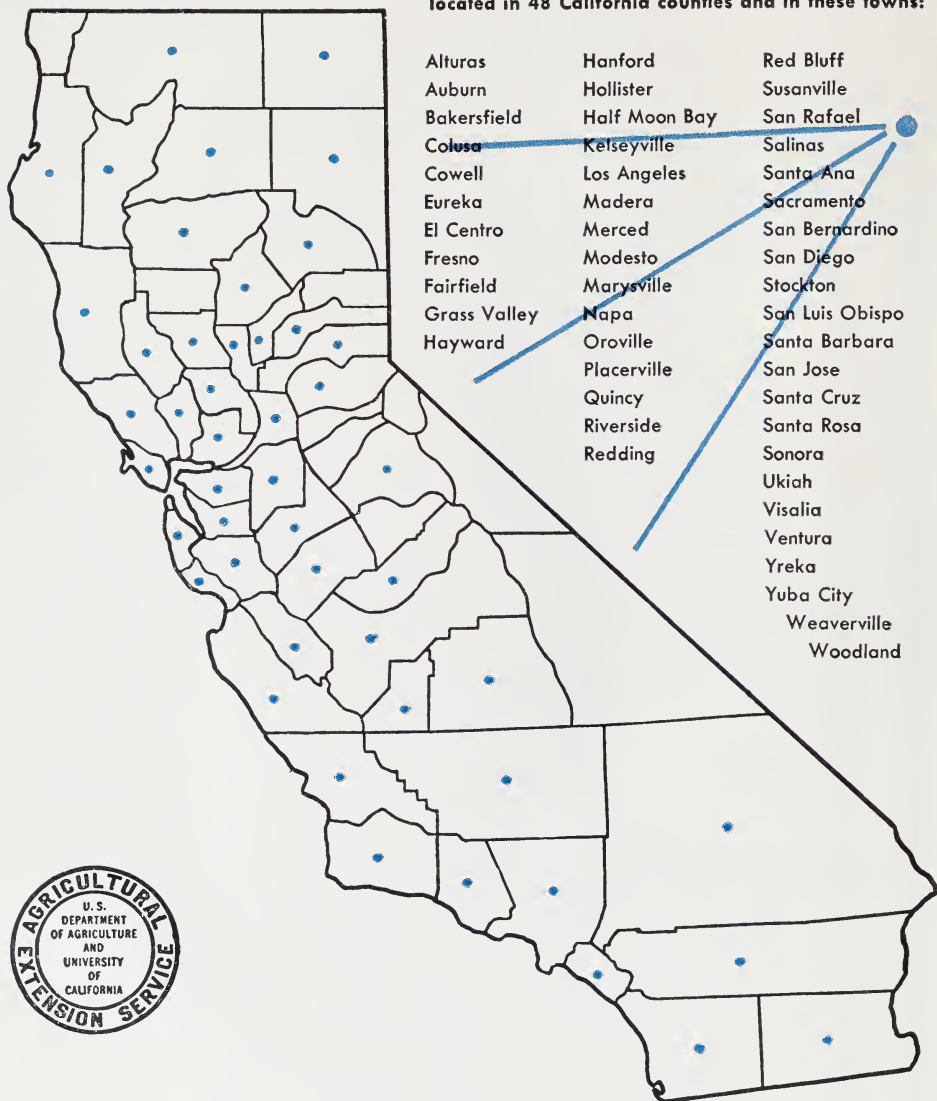 located in 48 California counties and in these towns:
Alturas
Auburn
Bakersfield
Colusa
Cowell
Eureka
El Centro
Fresno
Fairfield
Grass Valley
Hayward
Hanford
Hollister
Half Moon Bay
Kelseyville
Los Angeles
Madera
Merced
Modesto
Marysville
Napa
Oroville
Placerville
Quincy
Riverside
Redding
Red Bluff
Susanville
San Rafael
Salinas
Santa Ana
Sacramento
San Bernardino
San Diego
Stockton
San Luis Obispo
Santa Barbara
San Jose
Santa Cruz
Santa Rosa
Sonora
Ukiah
Visalia
Ventura
Yreka
Yuba City
Weaverville
Woodland
AGRICULTURAL
U. S.
DEPARTMENT
OF AGRICULTURE
AND
UNIVERSITY
OF
CALIFORNIA
EXTENSION SERVICE